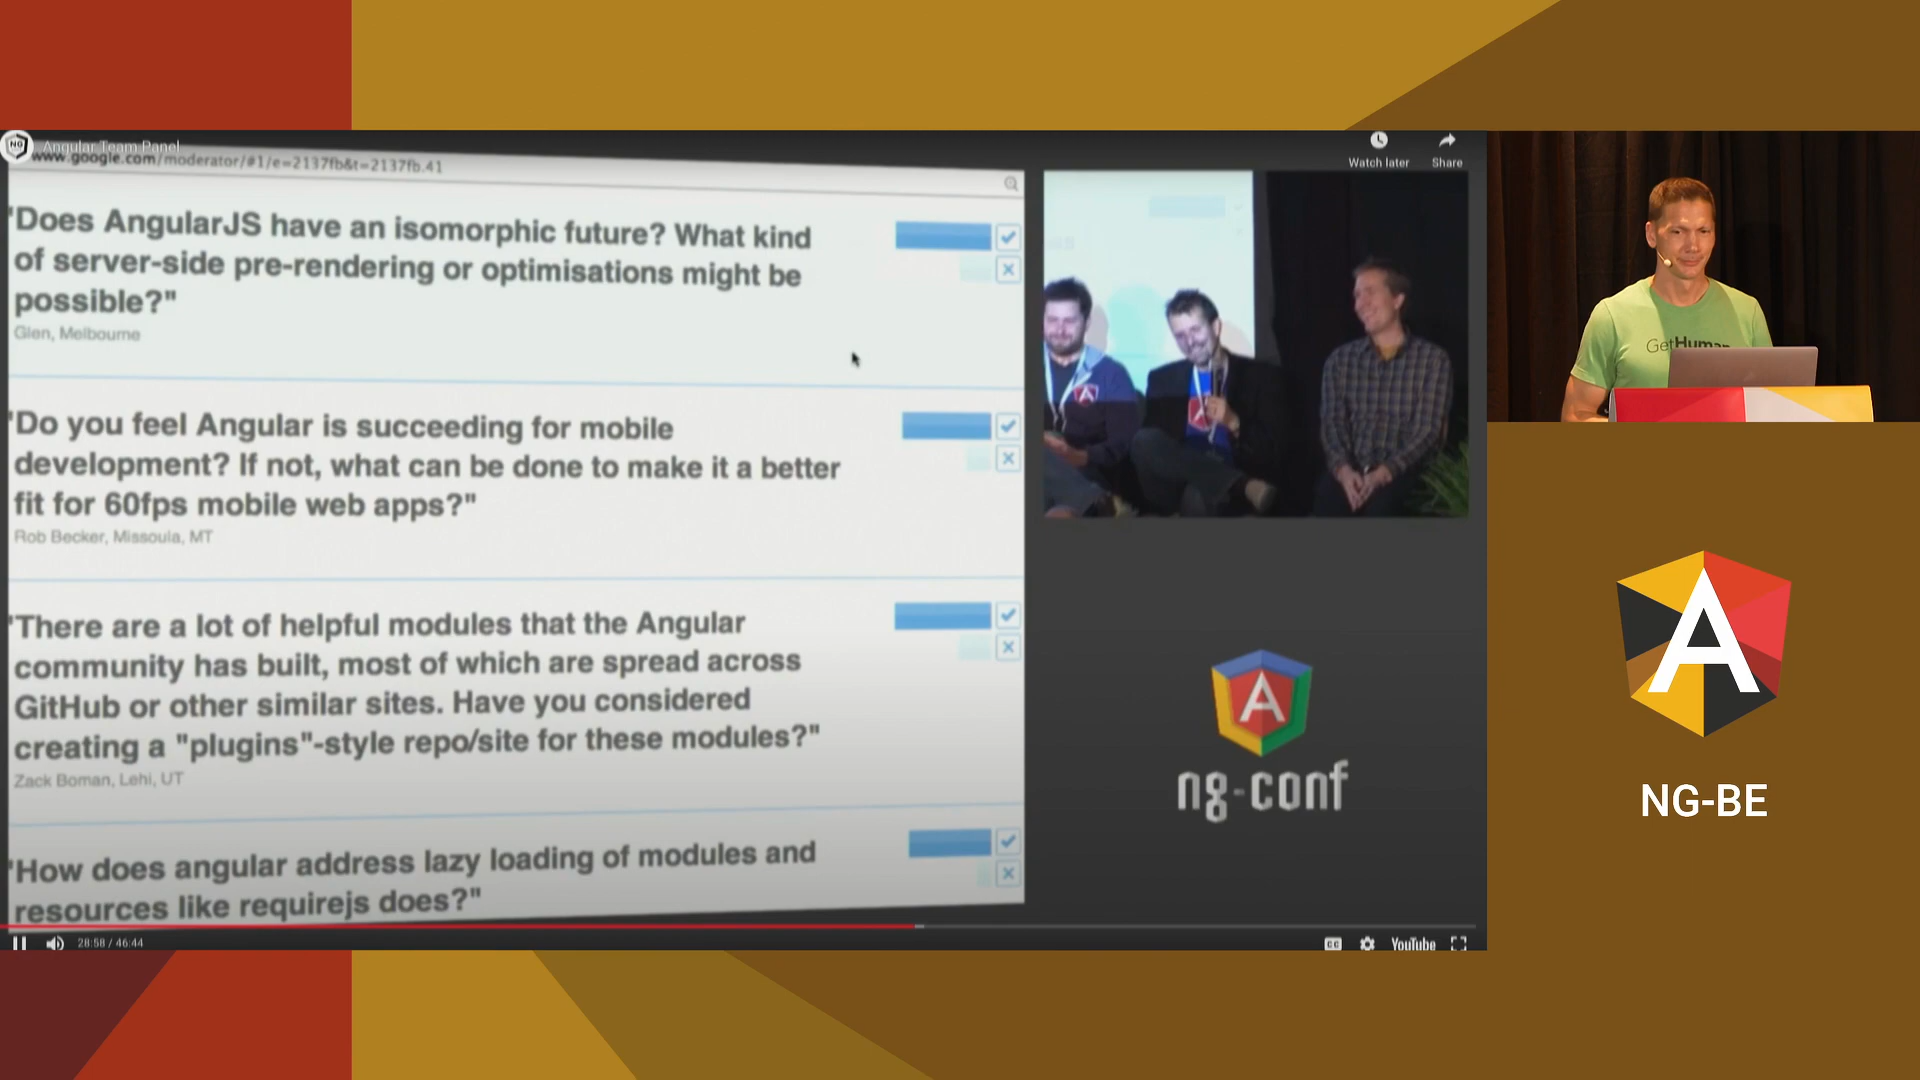 Angular Team Panel
www.google.com/moderator/#1/e=2137fb&t=2137fb.41
"Does AngularJS have an isomorphic future? What kind
of server-side pre-rendering or optimisations might be
possible?"
Glen, Melbourne
"Do you feel Angular is succeeding for mobile
development? If not, what can be done to make it a better
fit for 60fps mobile web apps?"
Rob Becker, Missoula, MT
"There are a lot of helpful modules that the Angular
community has built, most of which are spread across
GitHub or other similar sites. Have you considered
creating a "plugins"-style repo/site for these modules?"
Zack Boman, Lehi, UT
"How does angular address lazy loading of modules and
resources like requirejs does?"
28:58 / 46:44
Watch later
Share
A
ng-conf
CC
YouTube
GetHuman
A
NG-BE